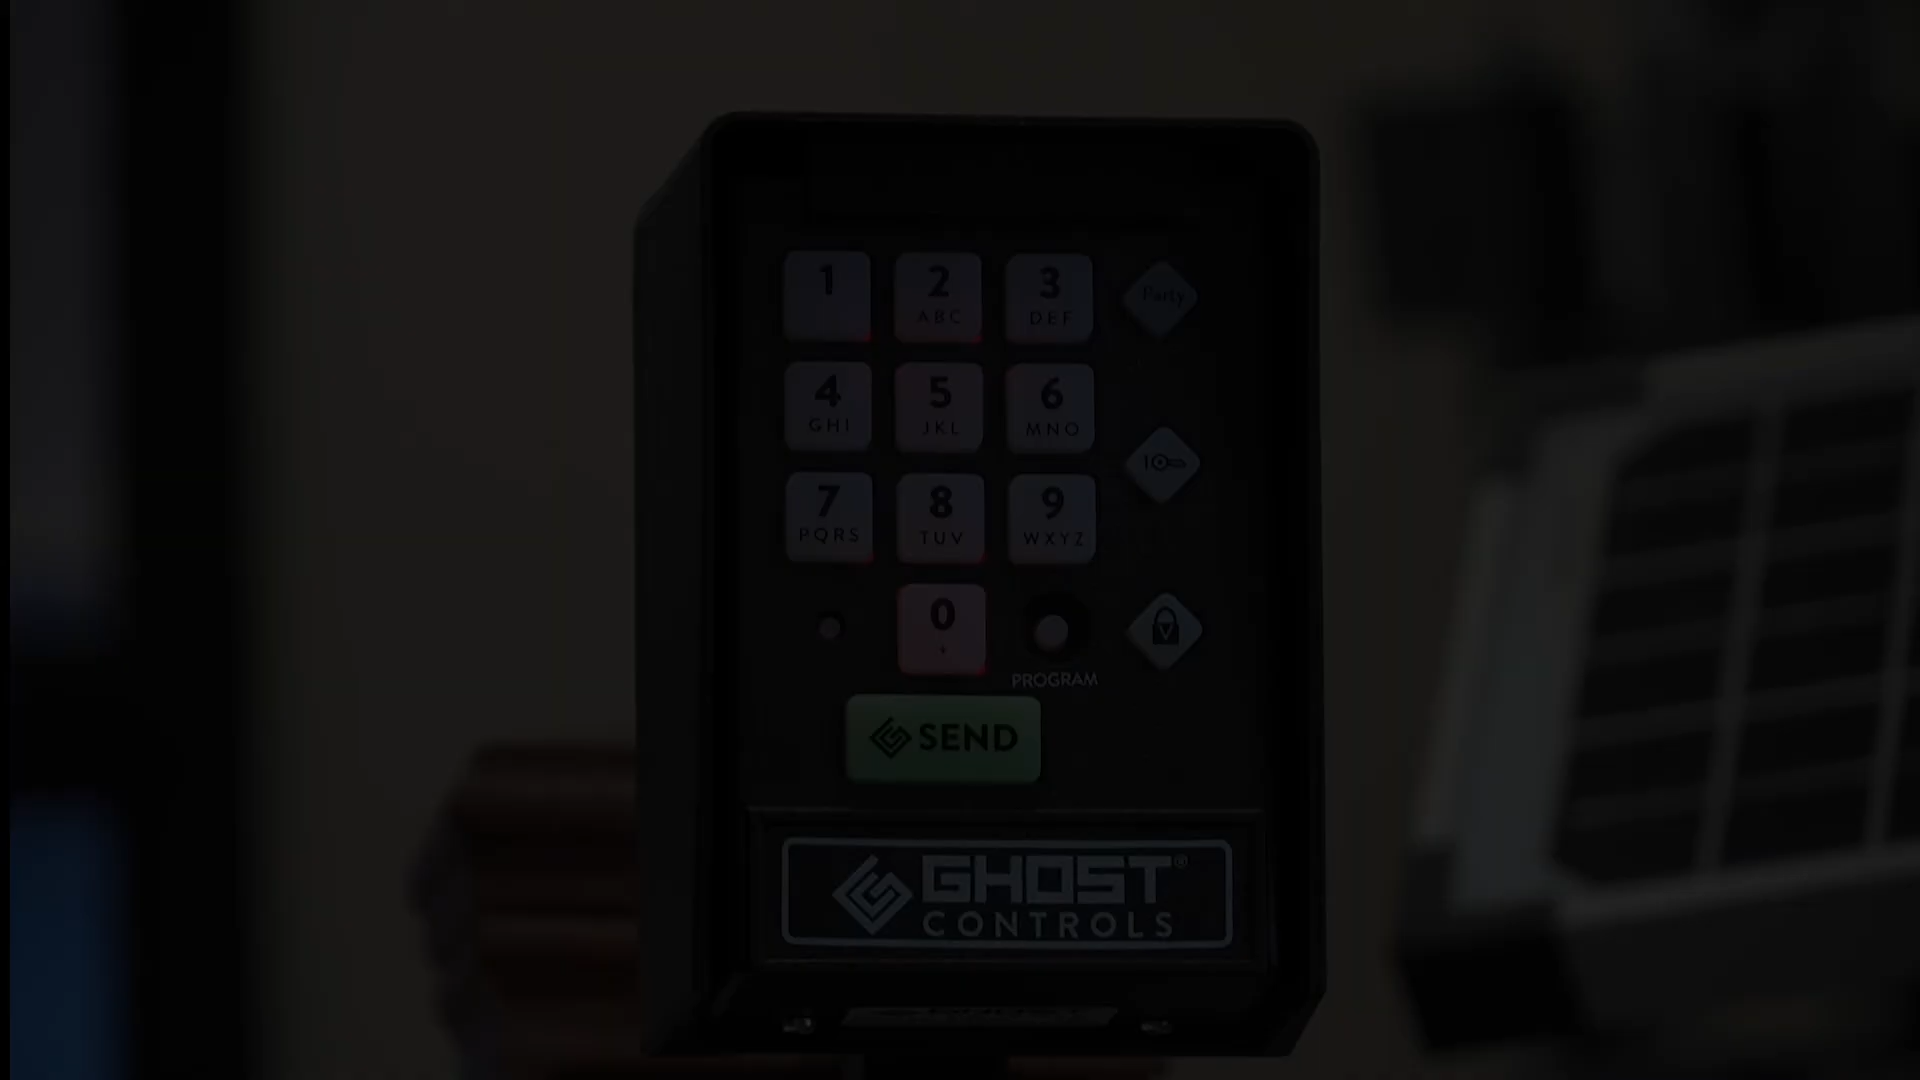 1 2 3 Party
ABC DEF
4 5 6
GHI JKL MNO
7 8 9
PQRS TUV WXYZ
0
+
PROGRAM
SEND
GHOST®
CONTROLS